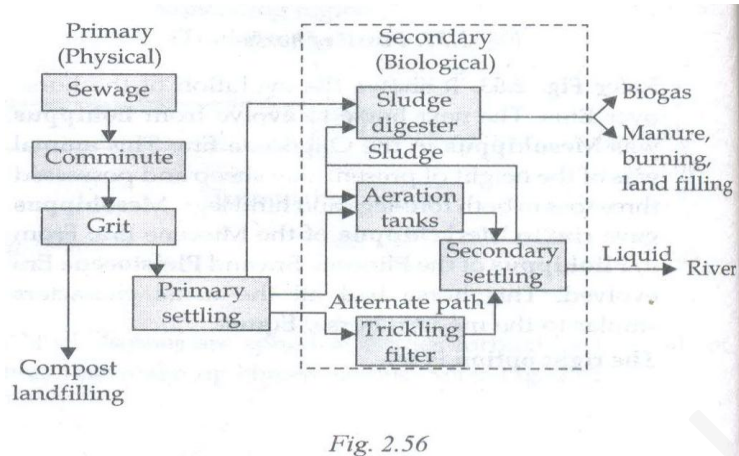 Primary
(Physical)
Sewage
Comminute
Grit
Primary
settling
Compost
landfilling
Secondary
(Biological)
Sludge
digester
Sludge
Aeration
tanks
Secondary
settling
Alternate path
Trickling
filter
Biogas
Manure,
burning,
land filling
Liquid
River
Fig. 2.56